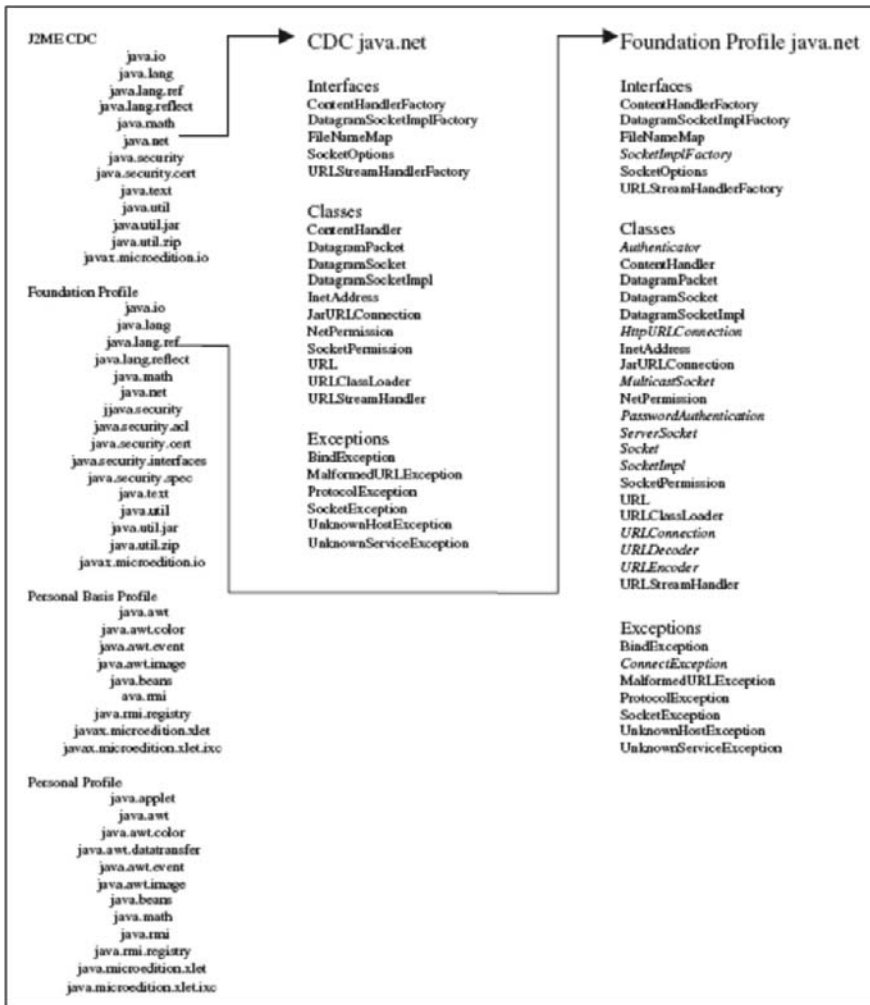 J2ME CDC
java.io
java.lang
java.lang.ref
java.lang.reflect
java.math
java.net
java.security
java.security.cert
java.text
java.util
java.util.jar
java.util.zip
javax.microedition.io
Foundation Profile
java.io
java.lang
java.lang.ref
java.lang.reflect
java.math
java.net
jjava.security
java.security.acl
java.security.cert
java.security.interfaces
java.security.spec
java.text
java.util
java.util.jar
java.util.zip
javax.microedition.io
Personal Basis Profile
java.awt
java.awt.color
java.awt.event
java.awt.image
java.beans
ava.rmi
java.rmi.registry
javax.microedition.xlet
javax.microedition.xlet.ixc
Personal Profile
java.applet
java.awt
java.awt.color
java.awt.datatransfer
java.awt.event
java.awt.image
java.beans
java.math
java.rmi
java.rmi.registry
java.microedition.xlet
java.microedition.xlet.ixc
CDC java.net
Interfaces
ContentHandlerFactory
DatagramSocketImplFactory
FileNameMap
SocketOptions
URLStreamHandlerFactory
Classes
ContentHandler
DatagramPacket
DatagramSocket
DatagramSocketImpl
InetAddress
JarURLConnection
NetPermission
SocketPermission
URL
URLClassLoader
URLStreamHandler
Exceptions
BindException
MalformedURLException
ProtocolException
SocketException
UnknownHostException
UnknownServiceException
Foundation Profile java.net
Interfaces
ContentHandlerFactory
DatagramSocketImplFactory
FileNameMap
SocketImplFactory
SocketOptions
URLStreamHandlerFactory
Classes
Authenticator
ContentHandler
DatagramPacket
DatagramSocket
DatagramSocketImpl
HttpURLConnection
InetAddress
JarURLConnection
MulticastSocket
NetPermission
PasswordAuthentication
ServerSocket
Socket
SocketImpl
SocketPermission
URL
URLClassLoader
URLConnection
URLDecoder
URLEncoder
URLStreamHandler
Exceptions
BindException
ConnectException
MalformedURLException
ProtocolException
SocketException
UnknownHostException
UnknownServiceException